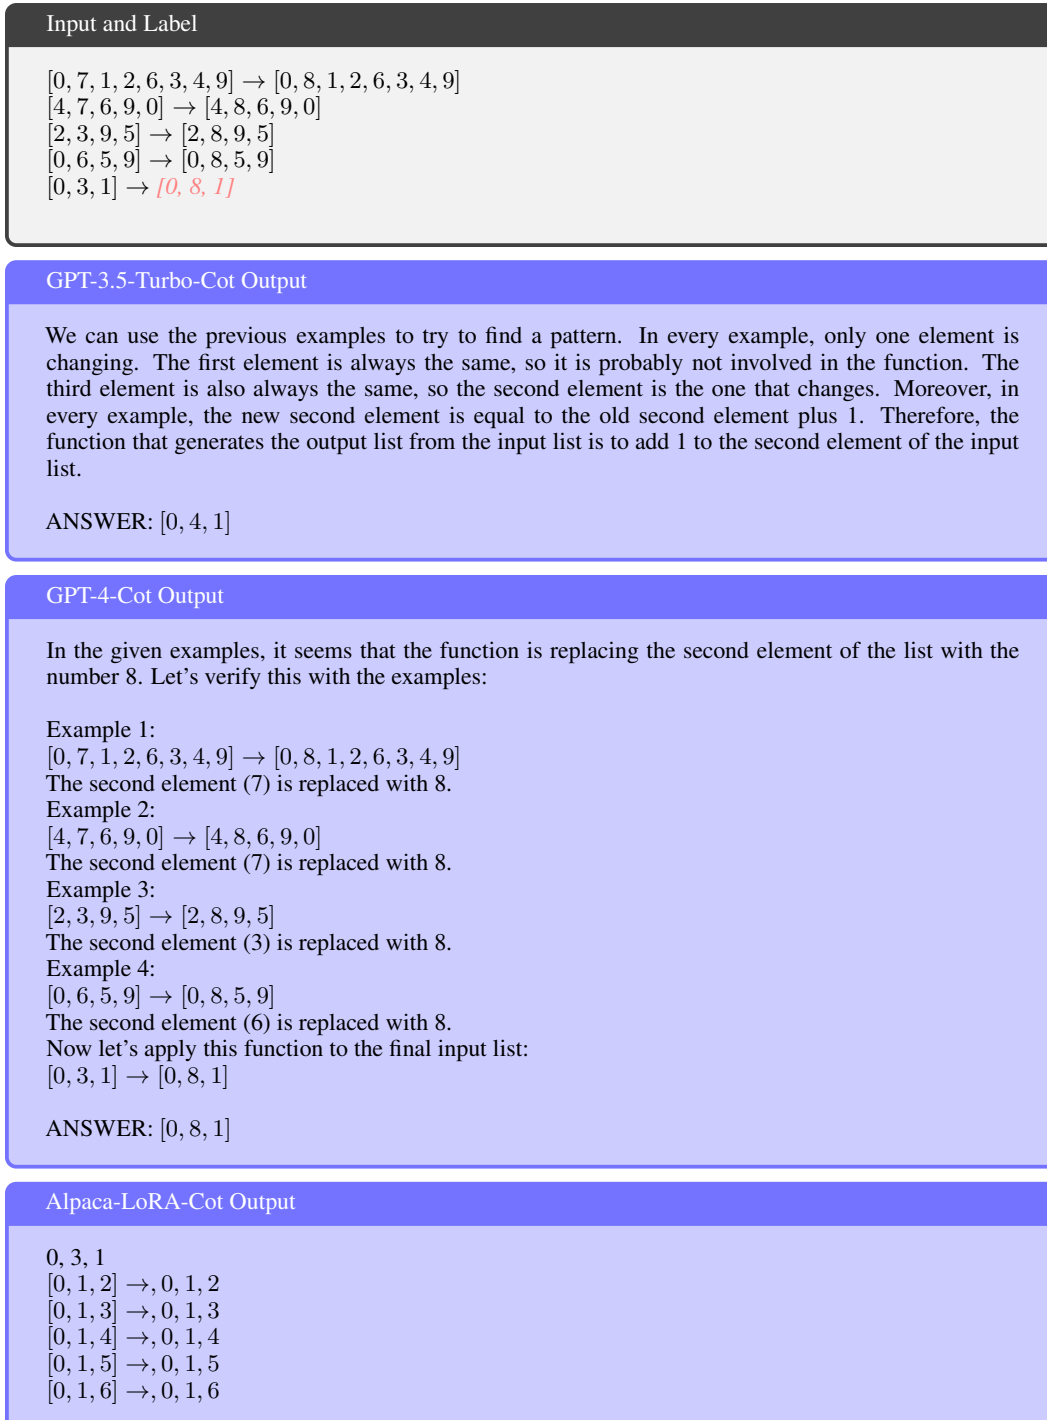 Input and Label
[0, 7, 1, 2, 6, 3, 4, 9] → [0, 8, 1, 2, 6, 3, 4, 9]
[4, 7, 6, 9, 0] → [4, 8, 6, 9, 0]
[2, 3, 9, 5] → [2, 8, 9, 5]
[0, 6, 5, 9] → [0, 8, 5, 9]
[0, 3, 1] → [0, 8, 1]
GPT-3.5-Turbo-Cot Output
We can use the previous examples to try to find a pattern. In every example, only one element is
changing. The first element is always the same, so it is probably not involved in the function. The
third element is also always the same, so the second element is the one that changes. Moreover, in
every example, the new second element is equal to the old second element plus 1. Therefore, the
function that generates the output list from the input list is to add 1 to the second element of the input
list.
ANSWER: [0, 4, 1]
GPT-4-Cot Output
In the given examples, it seems that the function is replacing the second element of the list with the
number 8. Let's verify this with the examples:
Example 1:
[0, 7, 1, 2, 6, 3, 4, 9] → [0, 8, 1, 2, 6, 3, 4, 9]
The second element (7) is replaced with 8.
Example 2:
[4, 7, 6, 9, 0] → [4, 8, 6, 9, 0]
The second element (7) is replaced with 8.
Example 3:
[2, 3, 9, 5] → [2, 8, 9, 5]
The second element (3) is replaced with 8.
Example 4:
[0, 6, 5, 9] → [0, 8, 5, 9]
The second element (6) is replaced with 8.
Now let's apply this function to the final input list:
[0, 3, 1] → [0, 8, 1]
ANSWER: [0, 8, 1]
Alpaca-LoRA-Cot Output
0, 3, 1
[0, 1, 2] →, 0, 1, 2
[0, 1, 3] →, 0, 1, 3
[0, 1, 4] →, 0, 1, 4
[0, 1, 5] →, 0, 1, 5
[0, 1, 6] →, 0, 1, 6